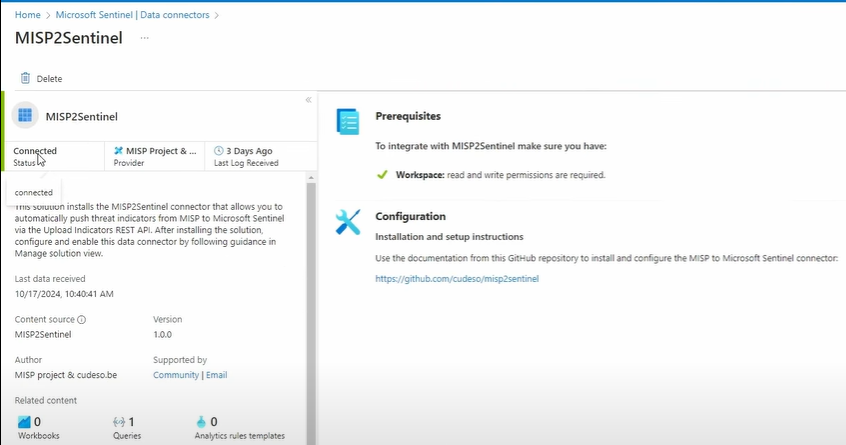 Home > Microsoft Sentinel | Data connectors >
MISP2Sentinel ...
Delete
«
MISP2Sentinel
Connected
Status
MISP Project & ...
Provider
3 Days Ago
Last Log Received
connected
This solution installs the MISP2Sentinel connector that allows you to
automatically push threat indicators from MISP to Microsoft Sentinel
via the Upload Indicators REST API. After installing the solution,
configure and enable this data connector by following guidance in
Manage solution view.
Last data received
10/17/2024, 10:40:41 AM
Content source
MISP2Sentinel
Version
1.0.0
Author
MISP project & cudeso.be
Supported by
Community | Email
Related content
0
Workbooks
1
Queries
0
Analytics rules templates
Prerequisites
To integrate with MISP2Sentinel make sure you have:
Workspace: read and write permissions are required.
Configuration
Installation and setup instructions
Use the documentation from this GitHub repository to install and configure the MISP to Microsoft Sentinel connector:
https://github.com/cudeso/misp2sentinel